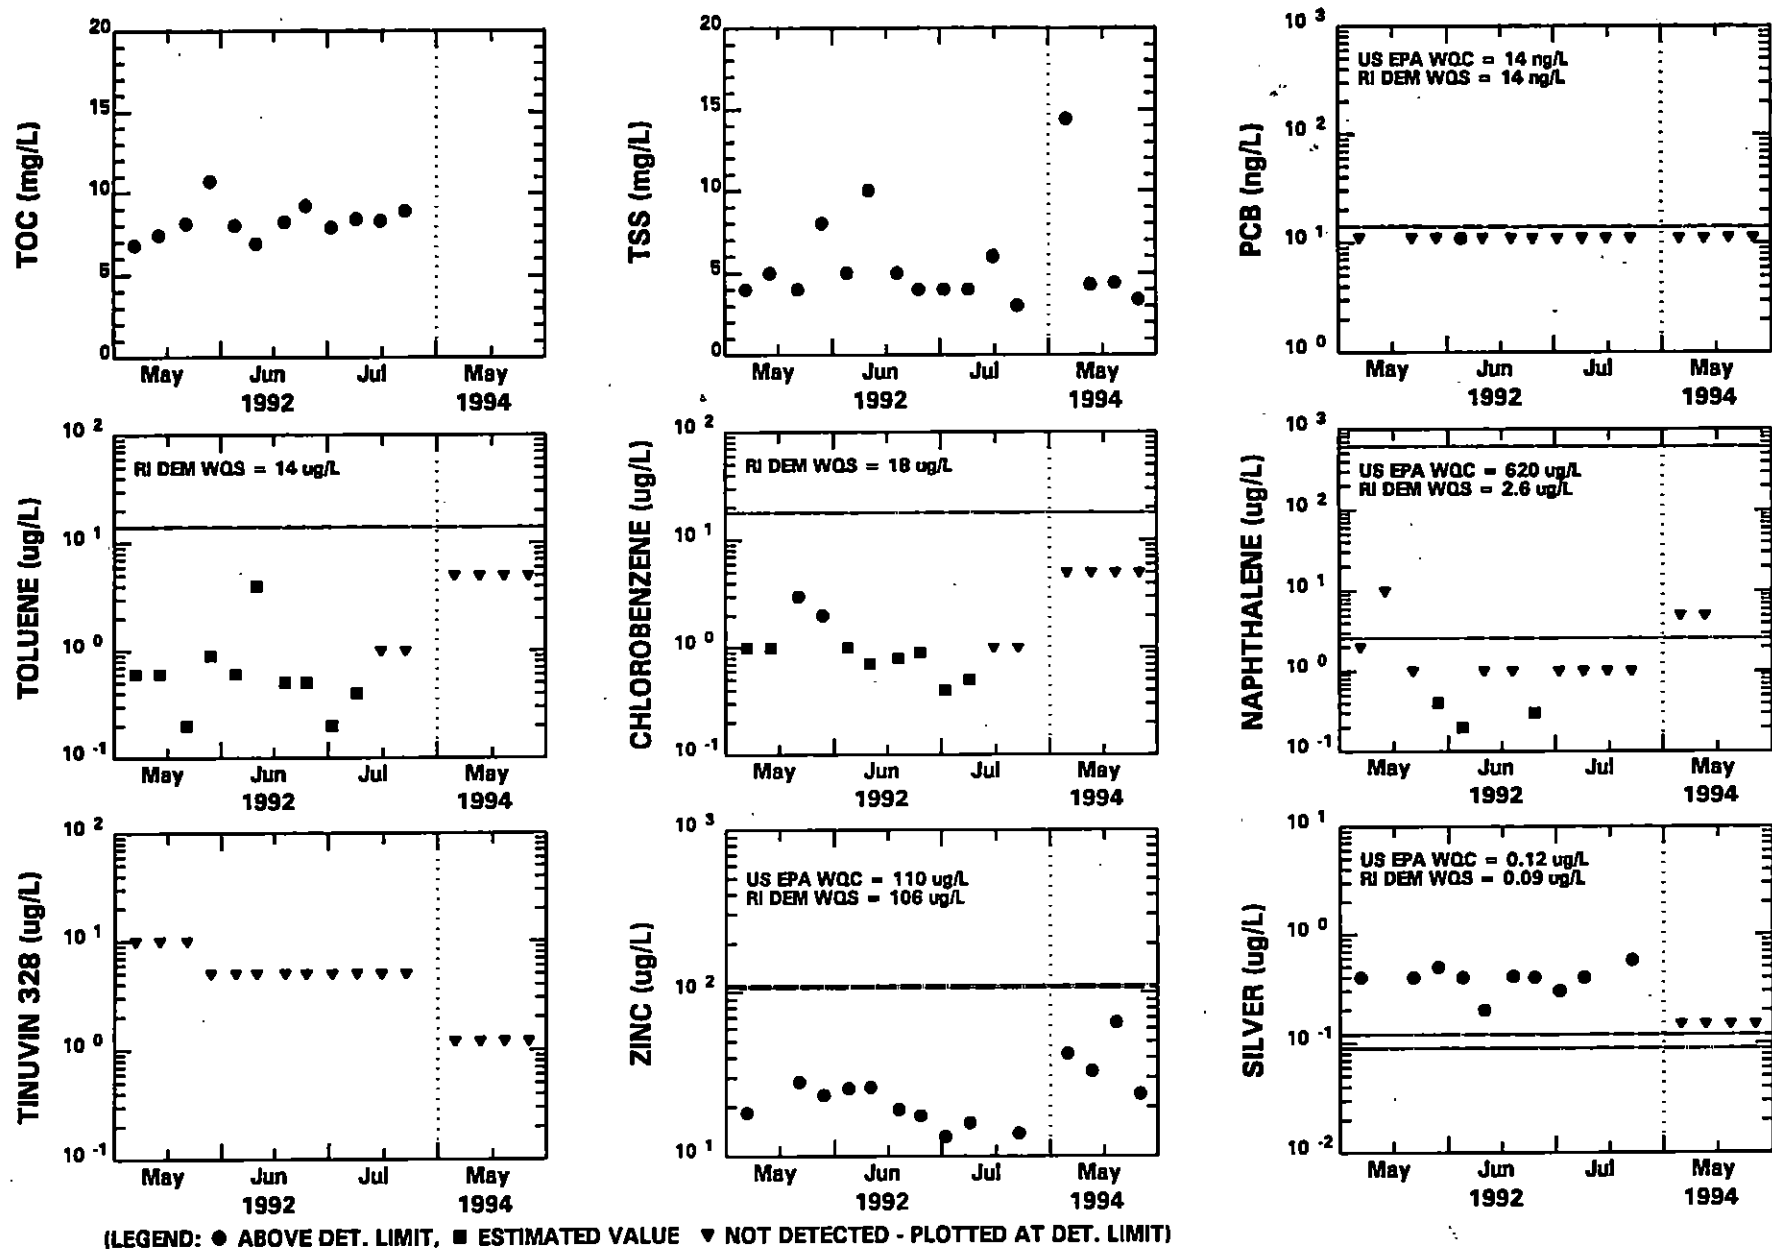 TOC (mg/L)
20
15
10
5
0
May Jun Jul May
1992 1994
TSS (mg/L)
20
15
10
5
0
May Jun Jul May
1992 1994
PCB (ng/L)
10 3
10 2
10 1
10 0
US EPA WQC = 14 ng/L
RI DEM WQS = 14 ng/L
May Jun Jul May
1992 1994
TOLUENE (ug/L)
10 2
10 1
10 0
10 -1
RI DEM WQS = 14 ug/L
May Jun Jul May
1992 1994
CHLOROBENZENE (ug/L)
10 2
10 1
10 0
10 -1
RI DEM WQS = 18 ug/L
May Jun Jul May
1992 1994
NAPHTHALENE (ug/L)
10 3
10 2
10 1
10 0
10 -1
US EPA WQC = 620 ug/L
RI DEM WQS = 2.6 ug/L
May Jun Jul May
1992 1994
TINUVIN 328 (ug/L)
10 2
10 1
10 0
10 -1
May Jun Jul May
1992 1994
ZINC (ug/L)
10 3
10 2
10 1
US EPA WQC = 110 ug/L
RI DEM WQS = 106 ug/L
May Jun Jul May
1992 1994
SILVER (ug/L)
10 1
10 0
10 -1
10 -2
US EPA WQC = 0.12 ug/L
RI DEM WQS = 0.09 ug/L
May Jun Jul May
1992 1994
(LEGEND: ● ABOVE DET. LIMIT, ■ ESTIMATED VALUE ▼ NOT DETECTED - PLOTTED AT DET. LIMIT)